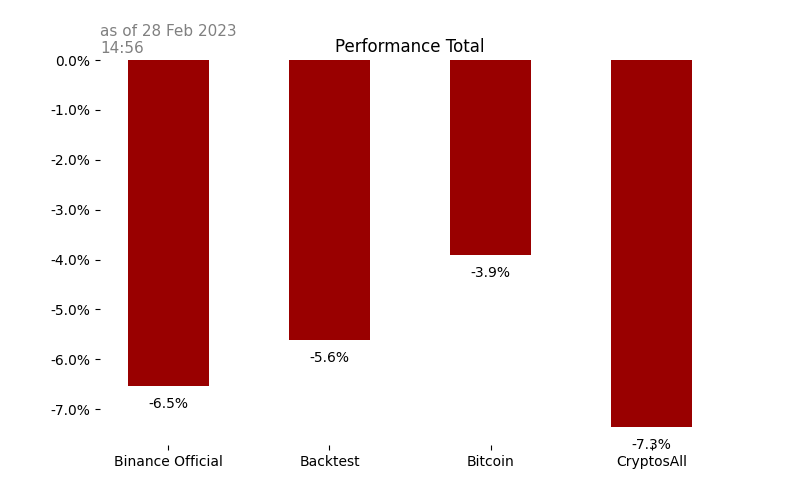 as of 28 Feb 2023
14:56
Performance Total
0.0%
-1.0%
-2.0%
-3.0%
-4.0%
-5.0%
-6.0%
-7.0%
-6.5%
-5.6%
-3.9%
-7.3%
Binance Official
Backtest
Bitcoin
CryptosAll